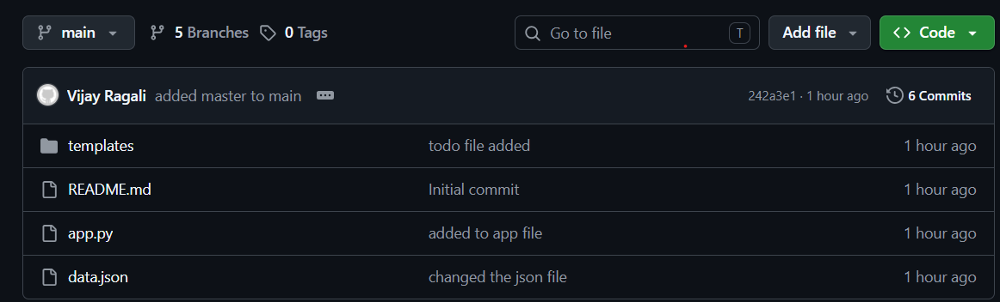 main 5 Branches 0 Tags Go to file T Add file Code
Vijay Ragali added master to main 242a3e1 · 1 hour ago 6 Commits
templates todo file added 1 hour ago
README.md Initial commit 1 hour ago
app.py added to app file 1 hour ago
data.json changed the json file 1 hour ago